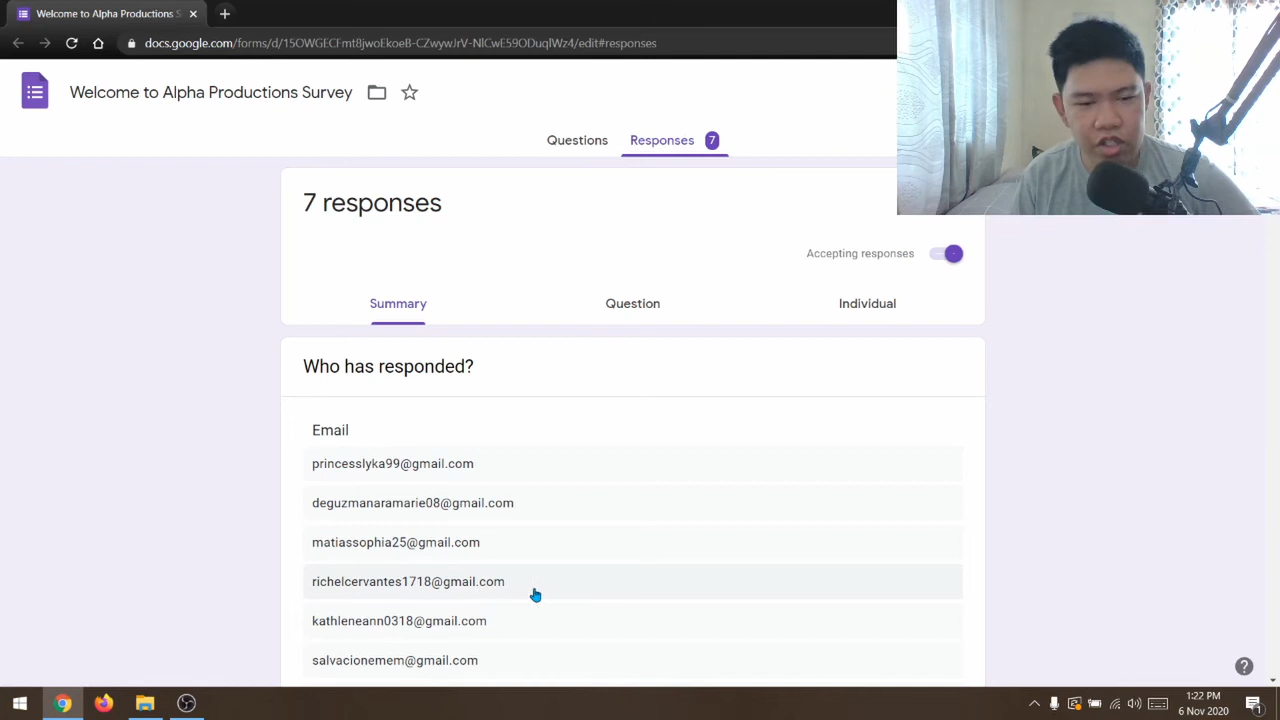 Welcome to Alpha Productions S
docs.google.com/forms/d/15OWGECFmt8jwoEkoeB-CZwywJrV-NlCwE59ODuqlWz4/edit#responses
Welcome to Alpha Productions Survey
Questions
Responses 7
7 responses
Accepting responses
Summary
Question
Individual
Who has responded?
Email
princesslyka99@gmail.com
deguzmanaramarie08@gmail.com
matiassophia25@gmail.com
richelcervantes1718@gmail.com
kathleneann0318@gmail.com
salvacionemem@gmail.com
1:22 PM
6 Nov 2020
1